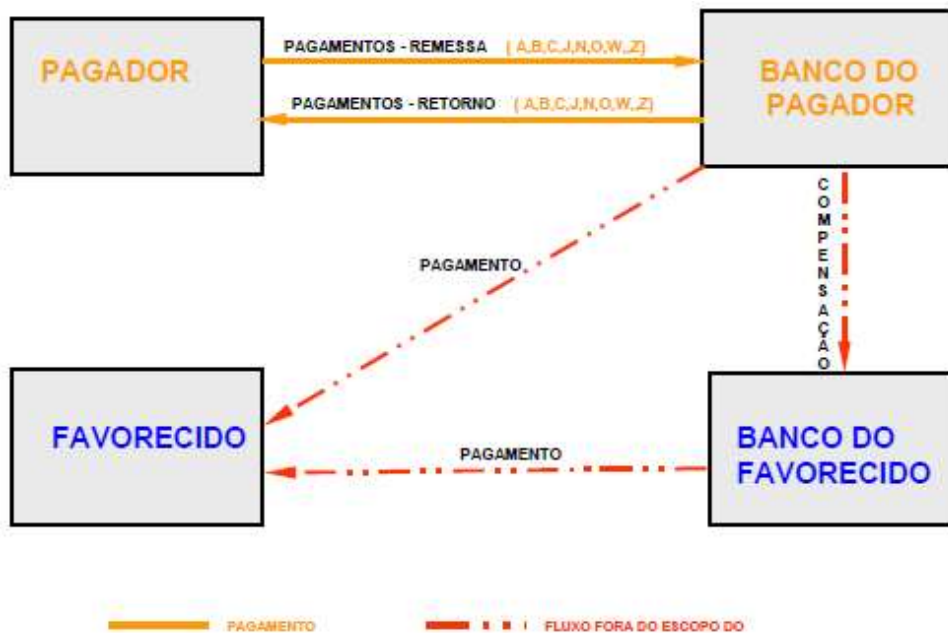 PAGAMENTOS - REMESSA ( A,B,C,J,N,O,W,,Z)
PAGADOR
BANCO DO
PAGADOR
PAGAMENTOS - RETORNO ( A,B,C,J,N,O,W,,Z)
COMPENSAÇÃO
PAGAMENTO
FAVORECIDO
PAGAMENTO
BANCO DO
FAVORECIDO
PAGAMENTO
FLUXO FORA DO ESCOPO DO